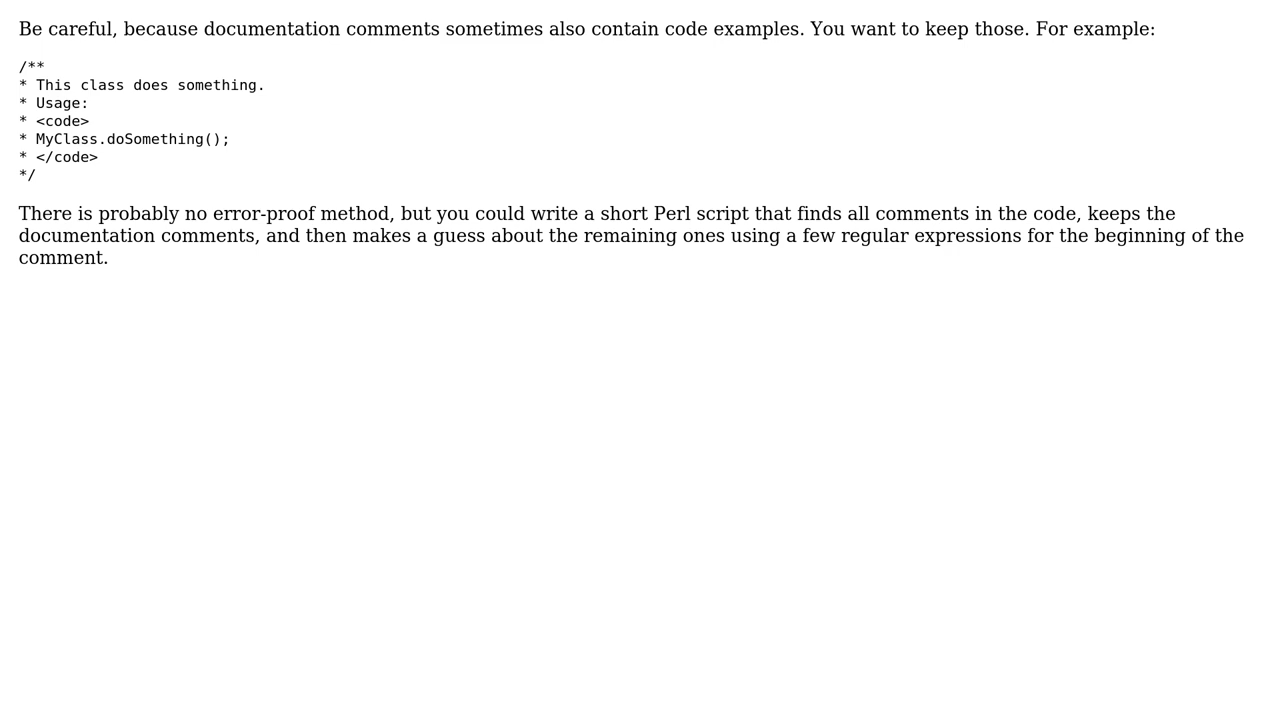 Be careful, because documentation comments sometimes also contain code examples. You want to keep those. For example:
/**
* This class does something.
* Usage:
* <code>
* MyClass.doSomething();
* </code>
*/
There is probably no error-proof method, but you could write a short Perl script that finds all comments in the code, keeps the
documentation comments, and then makes a guess about the remaining ones using a few regular expressions for the beginning of the
comment.